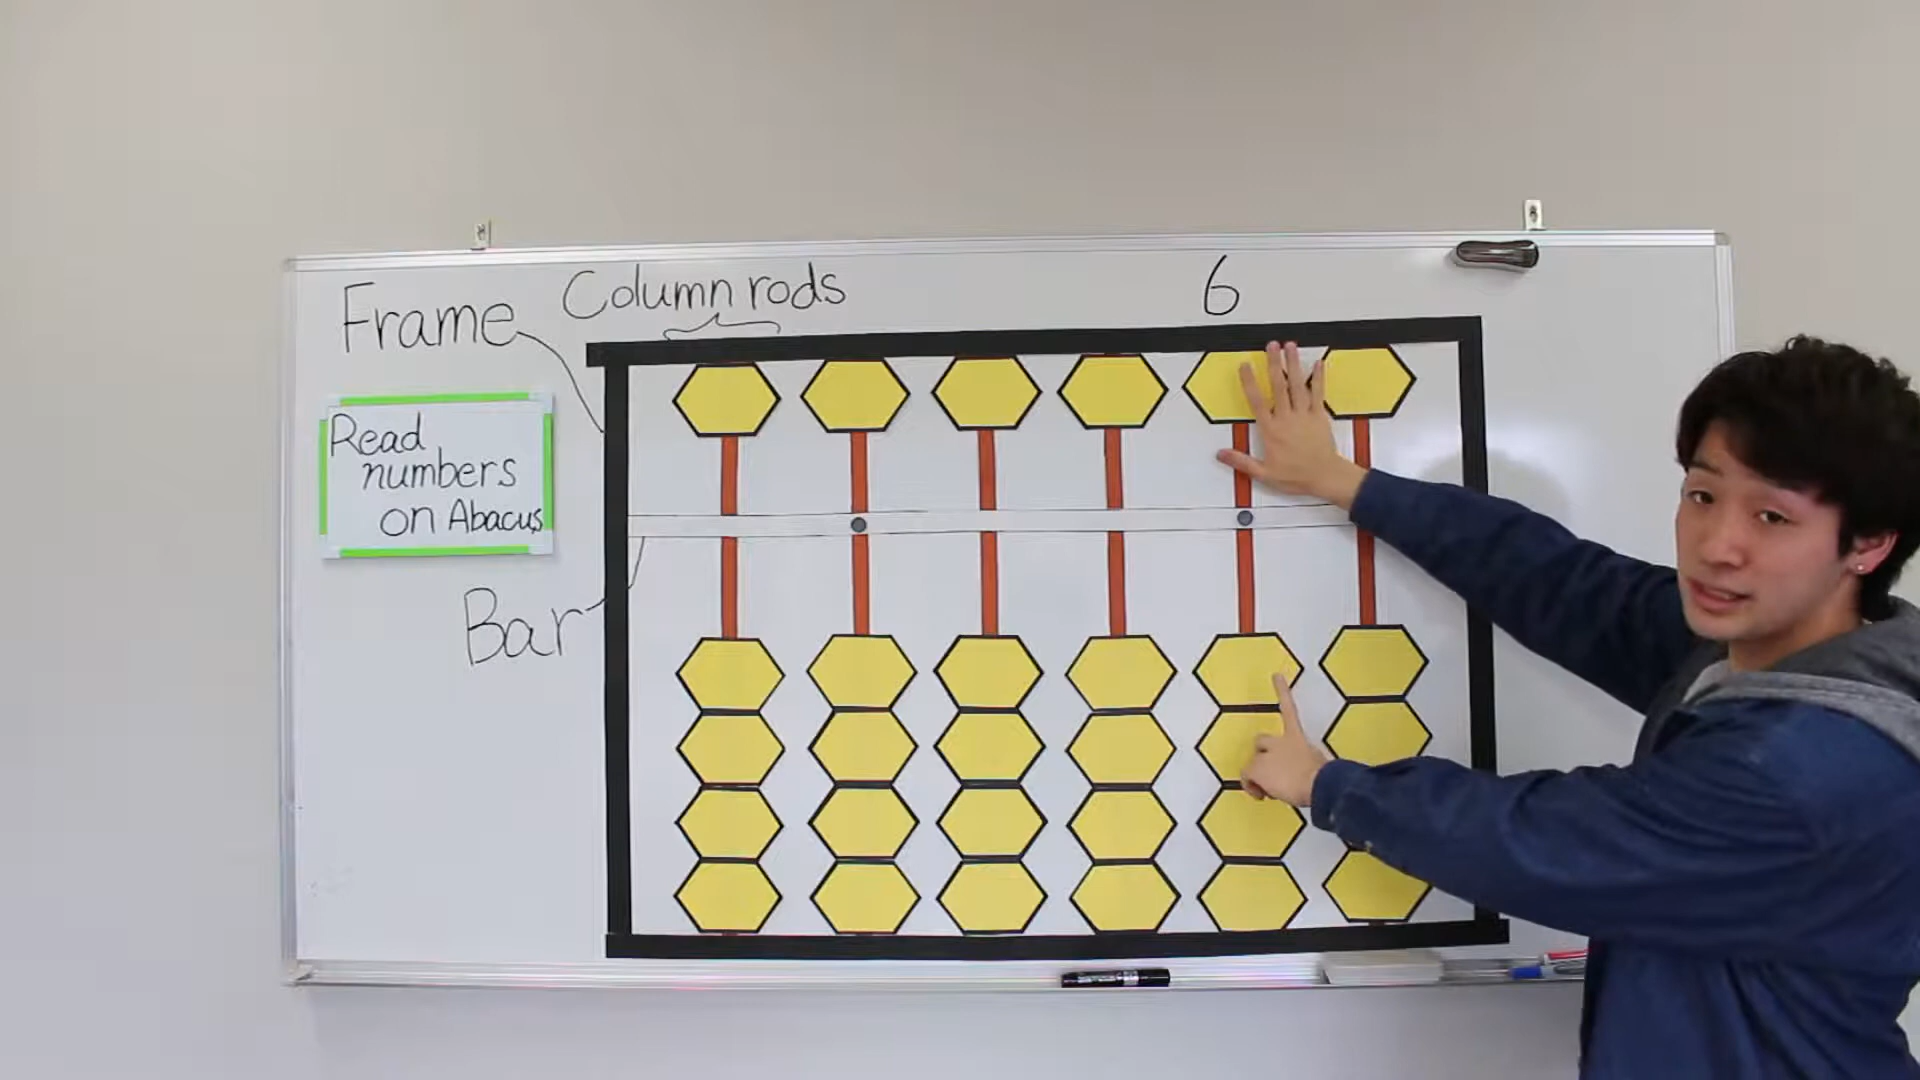 Frame
Column rods
6
Read
numbers
on Abacus
Bar